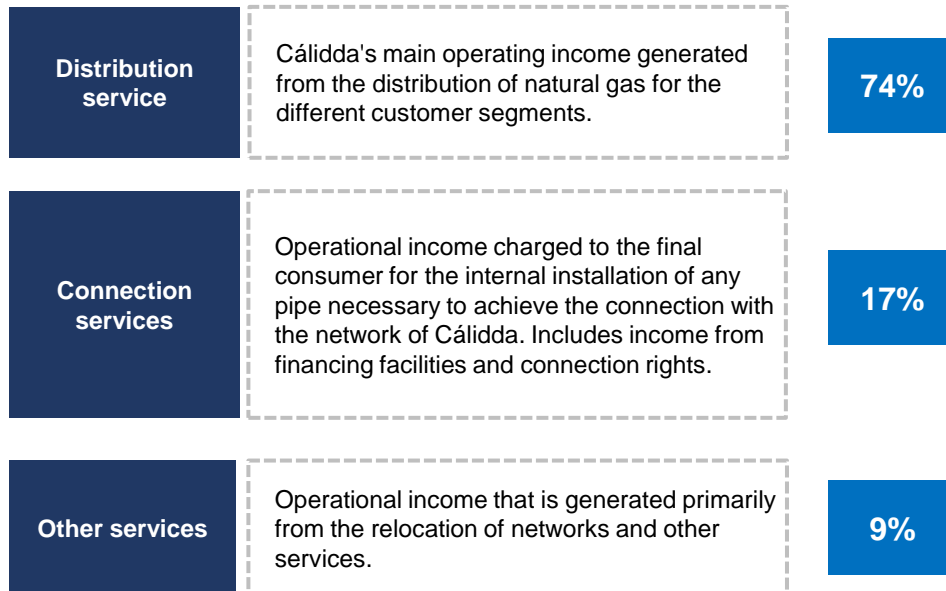 Distribution
service
Cálidda's main operating income generated
from the distribution of natural gas for the
different customer segments.
74%
Connection
services
Operational income charged to the final
consumer for the internal installation of any
pipe necessary to achieve the connection with
the network of Cálidda. Includes income from
financing facilities and connection rights.
17%
Other services
Operational income that is generated primarily
from the relocation of networks and other
services.
9%